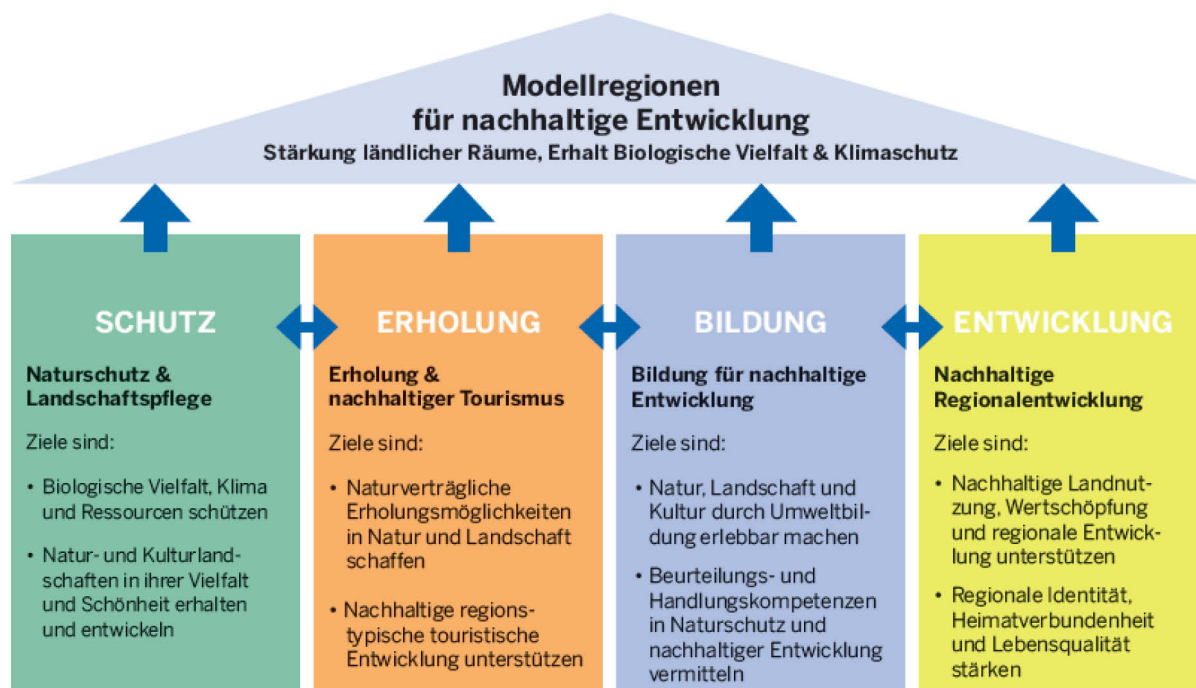 Modellregionen
für nachhaltige Entwicklung
Stärkung ländlicher Räume, Erhalt Biologische Vielfalt & Klimaschutz
SCHUTZ
Naturschutz &
Landschaftspflege
Ziele sind:
• Biologische Vielfalt, Klima
und Ressourcen schützen
• Natur- und Kulturland-
schaften in ihrer Vielfalt
und Schönheit erhalten
und entwickeln
ERHOLUNG
Erholung &
nachhaltiger Tourismus
Ziele sind:
• Naturverträgliche
Erholungsmöglichkeiten
in Natur und Landschaft
schaffen
• Nachhaltige regions-
typische touristische
Entwicklung unterstützen
BILDUNG
Bildung für nachhaltige
Entwicklung
Ziele sind:
• Natur, Landschaft und
Kultur durch Umweltbil-
dung erlebbar machen
• Beurteilungs- und
Handlungskompetenzen
in Naturschutz und
nachhaltiger Entwicklung
vermitteln
ENTWICKLUNG
Nachhaltige
Regionalentwicklung
Ziele sind:
• Nachhaltige Landnut-
zung, Wertschöpfung
und regionale Entwick-
lung unterstützen
• Regionale Identität,
Heimatverbundenheit
und Lebensqualität
stärken